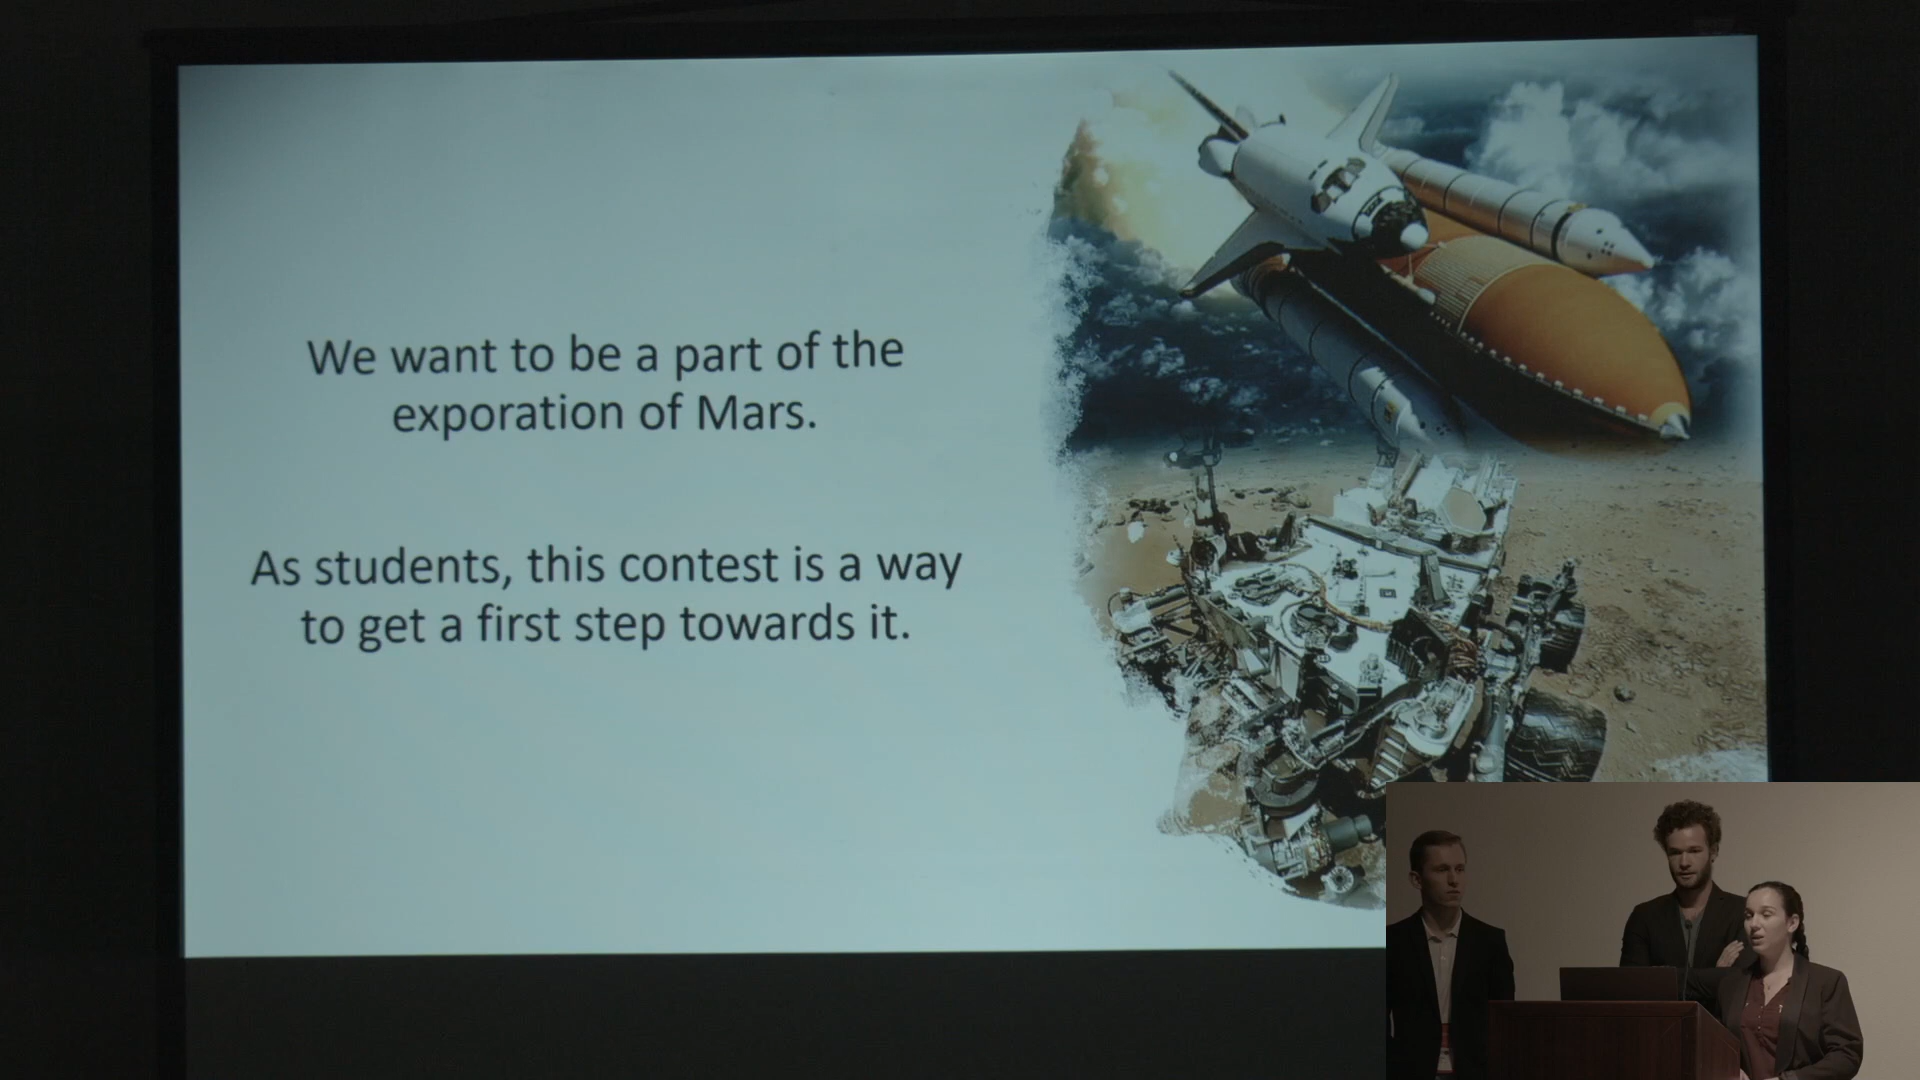 We want to be a part of the
exporation of Mars.
As students, this contest is a way
to get a first step towards it.